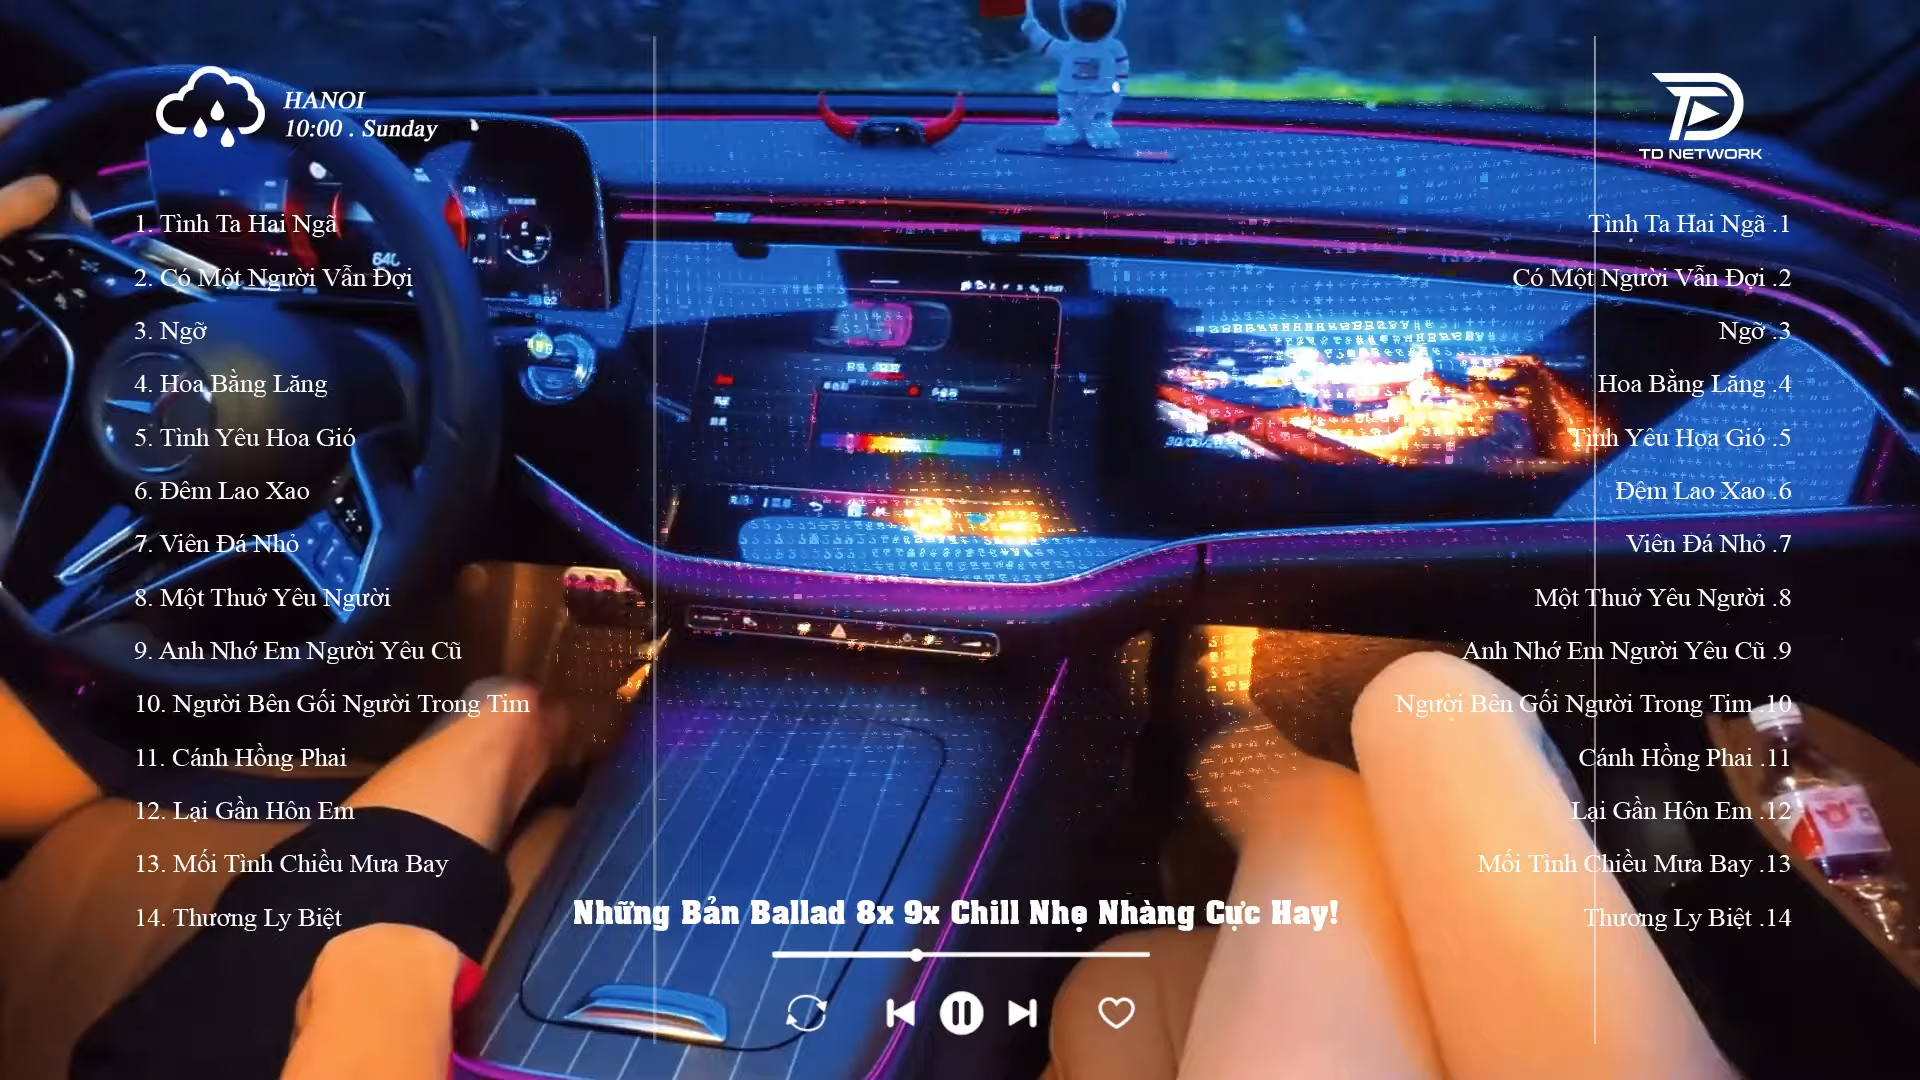 HANOI
10:00 . Sunday
TD NETWORK
1. Tình Ta Hai Ngã
2. Có Một Người Vẫn Đợi
3. Ngỡ
4. Hoa Bằng Lăng
5. Tình Yêu Hoa Gió
6. Đêm Lao Xao
7. Viên Đá Nhỏ
8. Một Thuở Yêu Người
9. Anh Nhớ Em Người Yêu Cũ
10. Người Bên Gối Người Trong Tim
11. Cánh Hồng Phai
12. Lại Gần Hôn Em
13. Mối Tình Chiều Mưa Bay
14. Thương Ly Biệt
Tình Ta Hai Ngã .1
Có Một Người Vẫn Đợi .2
Ngỡ .3
Hoa Bằng Lăng .4
Tình Yêu Hoa Gió .5
Đêm Lao Xao .6
Viên Đá Nhỏ .7
Một Thuở Yêu Người .8
Anh Nhớ Em Người Yêu Cũ .9
Người Bên Gối Người Trong Tim .10
Cánh Hồng Phai .11
Lại Gần Hôn Em .12
Mối Tình Chiều Mưa Bay .13
Thương Ly Biệt .14
Những Bản Ballad 8x 9x Chill Nhẹ Nhàng Cực Hay!